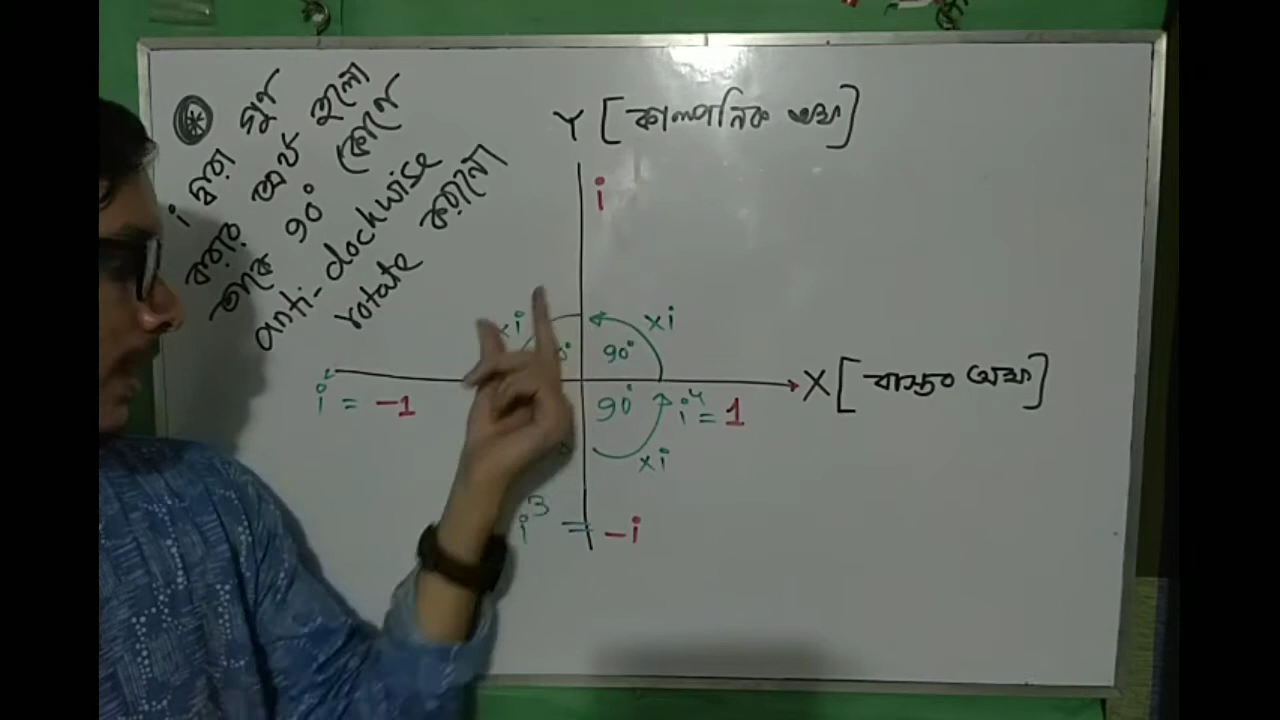 i দ্বারা গুণ
করার অর্থ হলো
তাকে 90° কোণে
anti-clockwise
rotate করানো
Y [কাল্পনিক অক্ষ]
i
xi
xi
90°
i² = -1
X [বাস্তব অক্ষ]
90°
i⁴ = 1
xi
i³ = -i